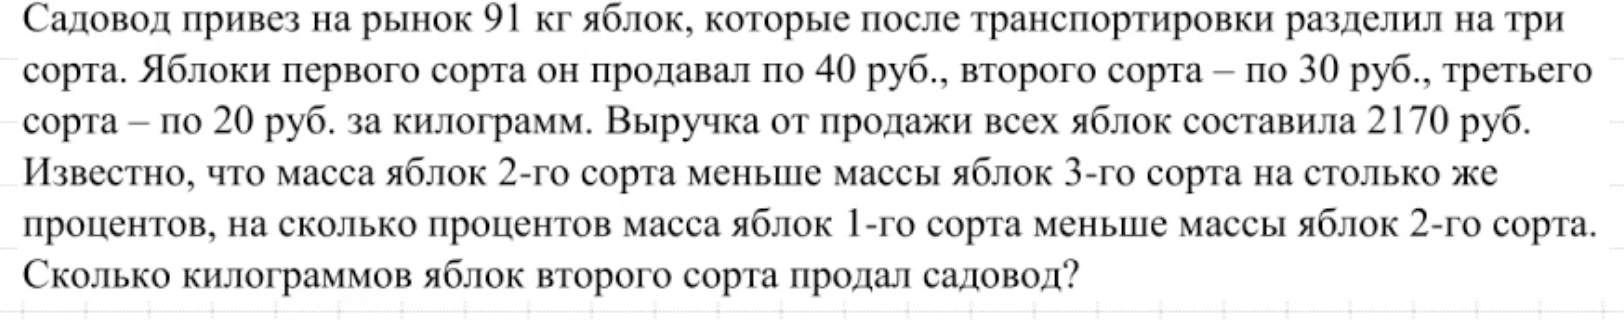 Садовод привез на рынок 91 кг яблок, которые после транспортировки разделил на три
сорта. Яблоки первого сорта он продавал по 40 руб., второго сорта – по 30 руб., третьего
сорта – по 20 руб. за килограмм. Выручка от продажи всех яблок составила 2170 руб.
Известно, что масса яблок 2-го сорта меньше массы яблок 3-го сорта на столько же
процентов, на сколько процентов масса яблок 1-го сорта меньше массы яблок 2-го сорта.
Сколько килограммов яблок второго сорта продал садовод?